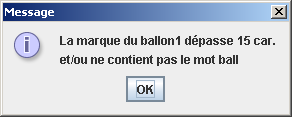 Message
La marque du ballon1 dépasse 15 car.
et/ou ne contient pas le mot ball
OK